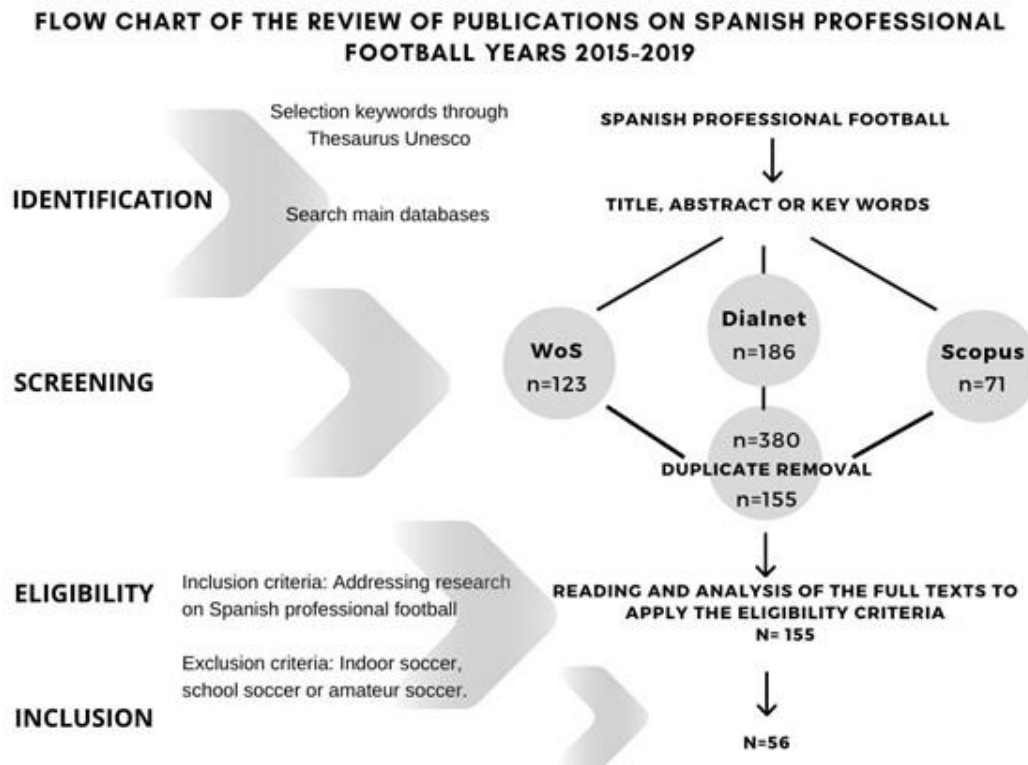 FLOW CHART OF THE REVIEW OF PUBLICATIONS ON SPANISH PROFESSIONAL
FOOTBALL YEARS 2015-2019
IDENTIFICATION
Selection keywords through
Thesaurus Unesco
Search main databases
SPANISH PROFESSIONAL FOOTBALL
TITLE, ABSTRACT OR KEY WORDS
SCREENING
WoS
n=123
Dialnet
n=186
Scopus
n=71
n=380
DUPLICATE REMOVAL
n=155
ELIGIBILITY
Inclusion criteria: Addressing research
on Spanish professional football
Exclusion criteria: Indoor soccer,
school soccer or amateur soccer.
READING AND ANALYSIS OF THE FULL TEXTS TO
APPLY THE ELIGIBILITY CRITERIA
N= 155
INCLUSION
N=56